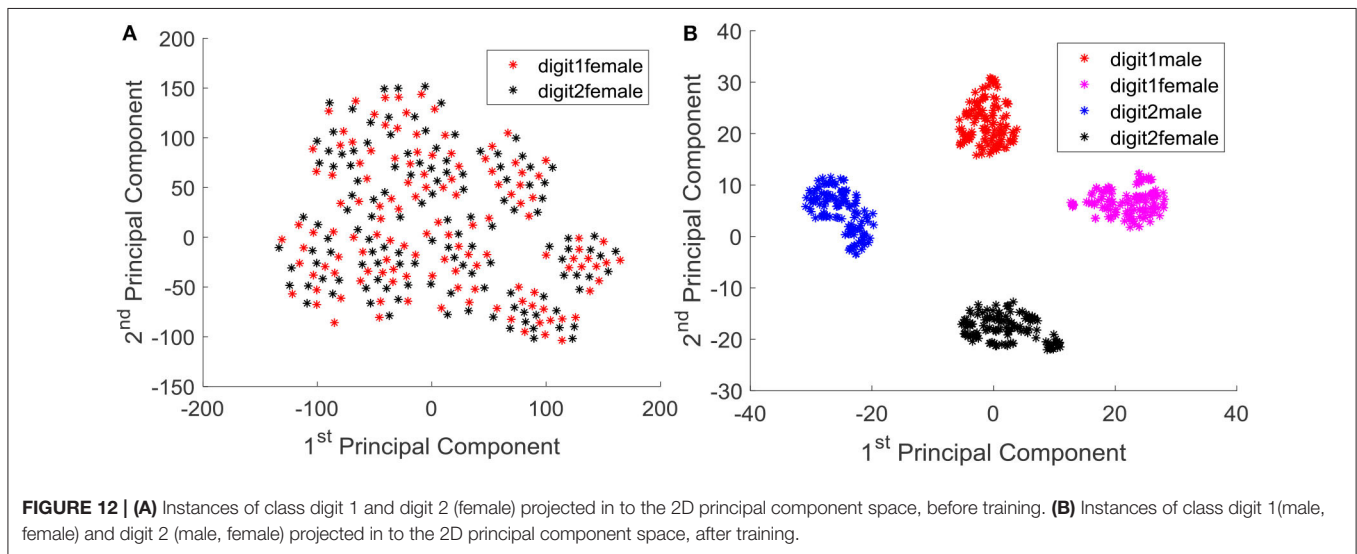 A
200
150
100
50
0
-50
-100
-150
2nd Principal Component
-200 -100 0 100 200
1st Principal Component
digit1female
digit2female
B
40
30
20
10
0
-10
-20
-30
2nd Principal Component
-40 -20 0 20 40
1st Principal Component
digit1male
digit1female
digit2male
digit2female
FIGURE 12 | (A) Instances of class digit 1 and digit 2 (female) projected in to the 2D principal component space, before training. (B) Instances of class digit 1(male,
female) and digit 2 (male, female) projected in to the 2D principal component space, after training.